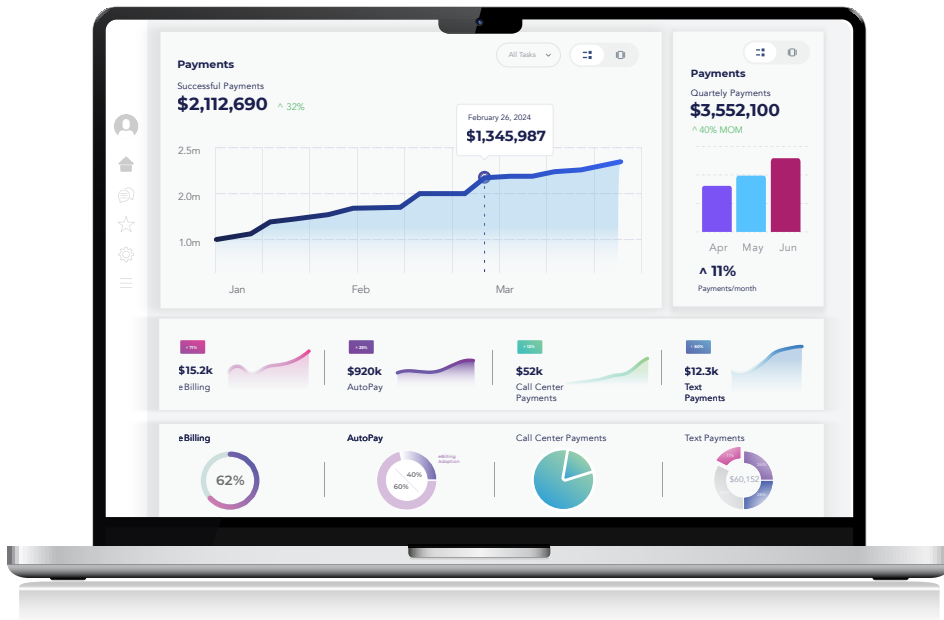 Payments
Successful Payments
$2,112,690 ^ 32%
All Tasks
February 26, 2024
$1,345,987
2.5m
2.0m
1.0m
Jan Feb Mar
Payments
Quartely Payments
$3,552,100
^ 40% MOM
Apr May Jun
^ 11%
Payments/month
$15.2k
eBilling
$920k
AutoPay
$52k
Call Center
Payments
$12.3k
Text
Payments
eBilling
62%
AutoPay
40%
60%
eBilling
Adoption
Call Center Payments
Text Payments
$60,152